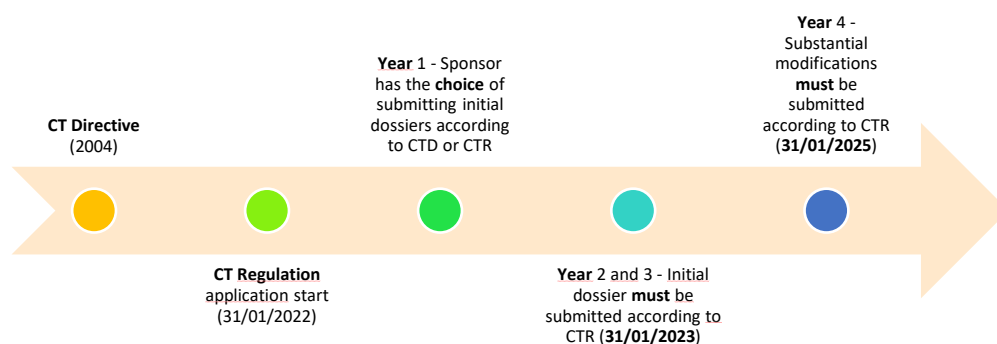 CT Directive
(2004)
CT Regulation
application start
(31/01/2022)
Year 1 - Sponsor
has the choice of
submitting initial
dossiers according
to CTD or CTR
Year 2 and 3 - Initial
dossier must be
submitted according to
CTR (31/01/2023)
Year 4 -
Substantial
modifications
must be
submitted
according to CTR
(31/01/2025)